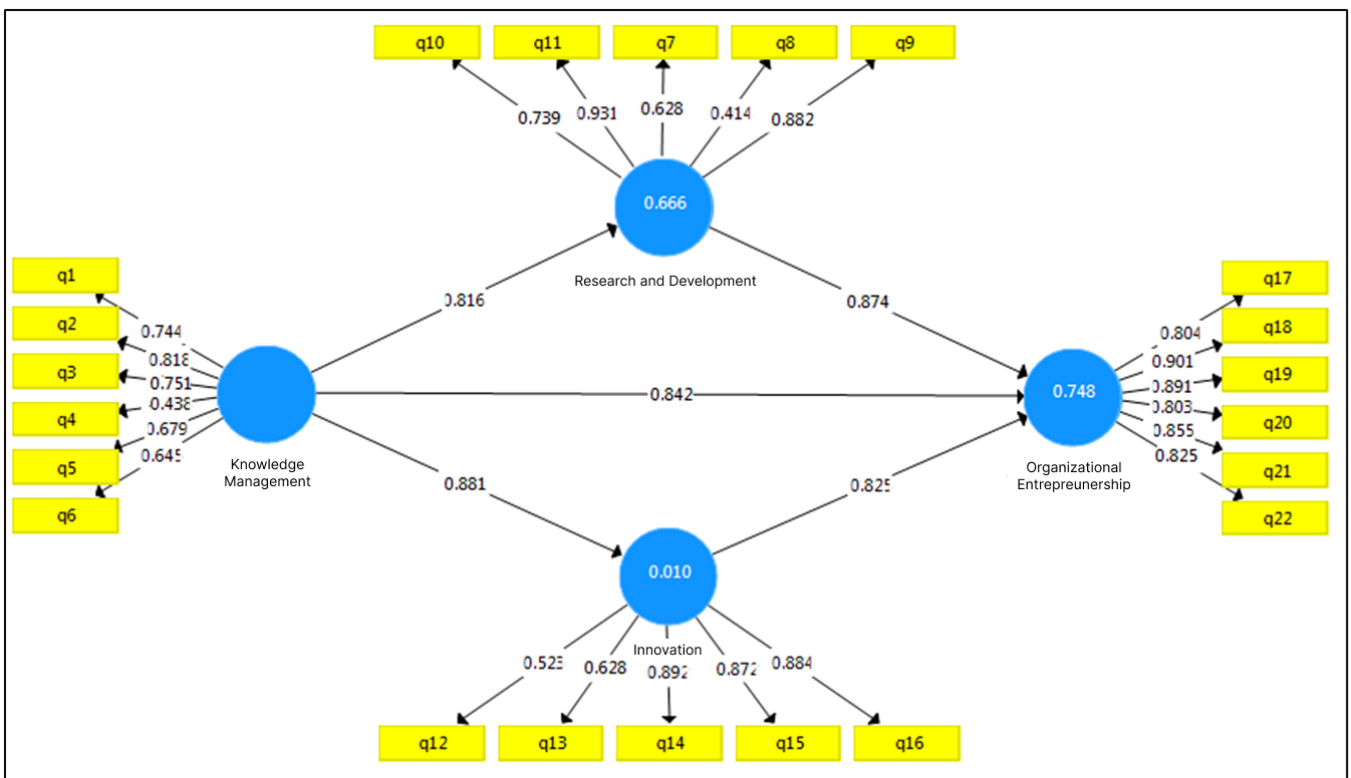 q10
q11
q7
q8
q9
0.739
0.931
0.628
0.414
0.882
0.666
Research and Development
q1
q2
q3
q4
q5
q6
0.744
0.818
0.751
0.438
0.679
0.645
Knowledge
Management
0.816
0.874
0.842
0.881
0.825
0.748
Organizational
Entrepreunership
q17
q18
q19
q20
q21
q22
0.804
0.901
0.891
0.803
0.855
0.825
0.010
Innovation
0.523
0.628
0.892
0.872
0.884
q12
q13
q14
q15
q16